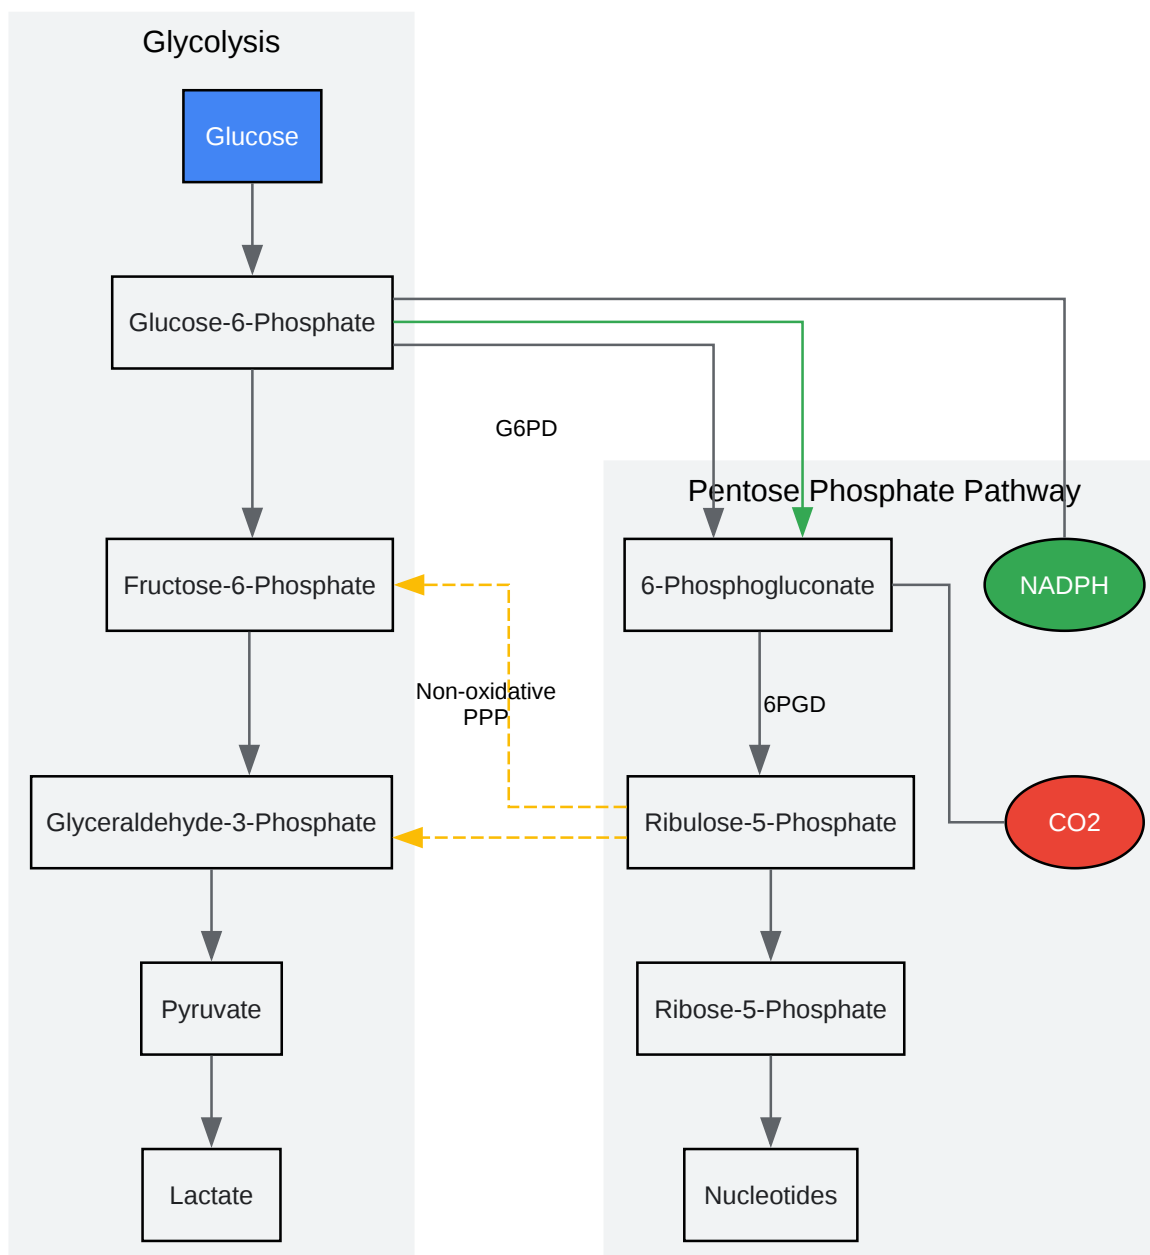 Glycolysis
Glucose
Glucose-6-Phosphate
G6PD
Pentose Phosphate Pathway
Fructose-6-Phosphate
6-Phosphogluconate
NADPH
Non-oxidative
PPP
6PGD
Glyceraldehyde-3-Phosphate
Ribulose-5-Phosphate
CO2
Pyruvate
Ribose-5-Phosphate
Lactate
Nucleotides